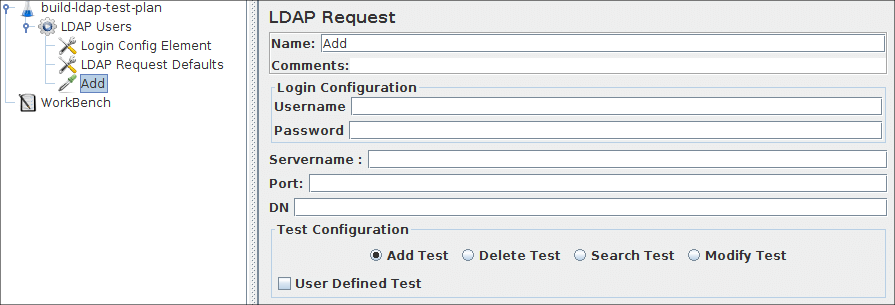 build-ldap-test-plan
LDAP Users
Login Config Element
LDAP Request Defaults
Add
WorkBench
LDAP Request
Name: Add
Comments:
Login Configuration
Username
Password
Servername :
Port:
DN
Test Configuration
Add Test Delete Test Search Test Modify Test
User Defined Test